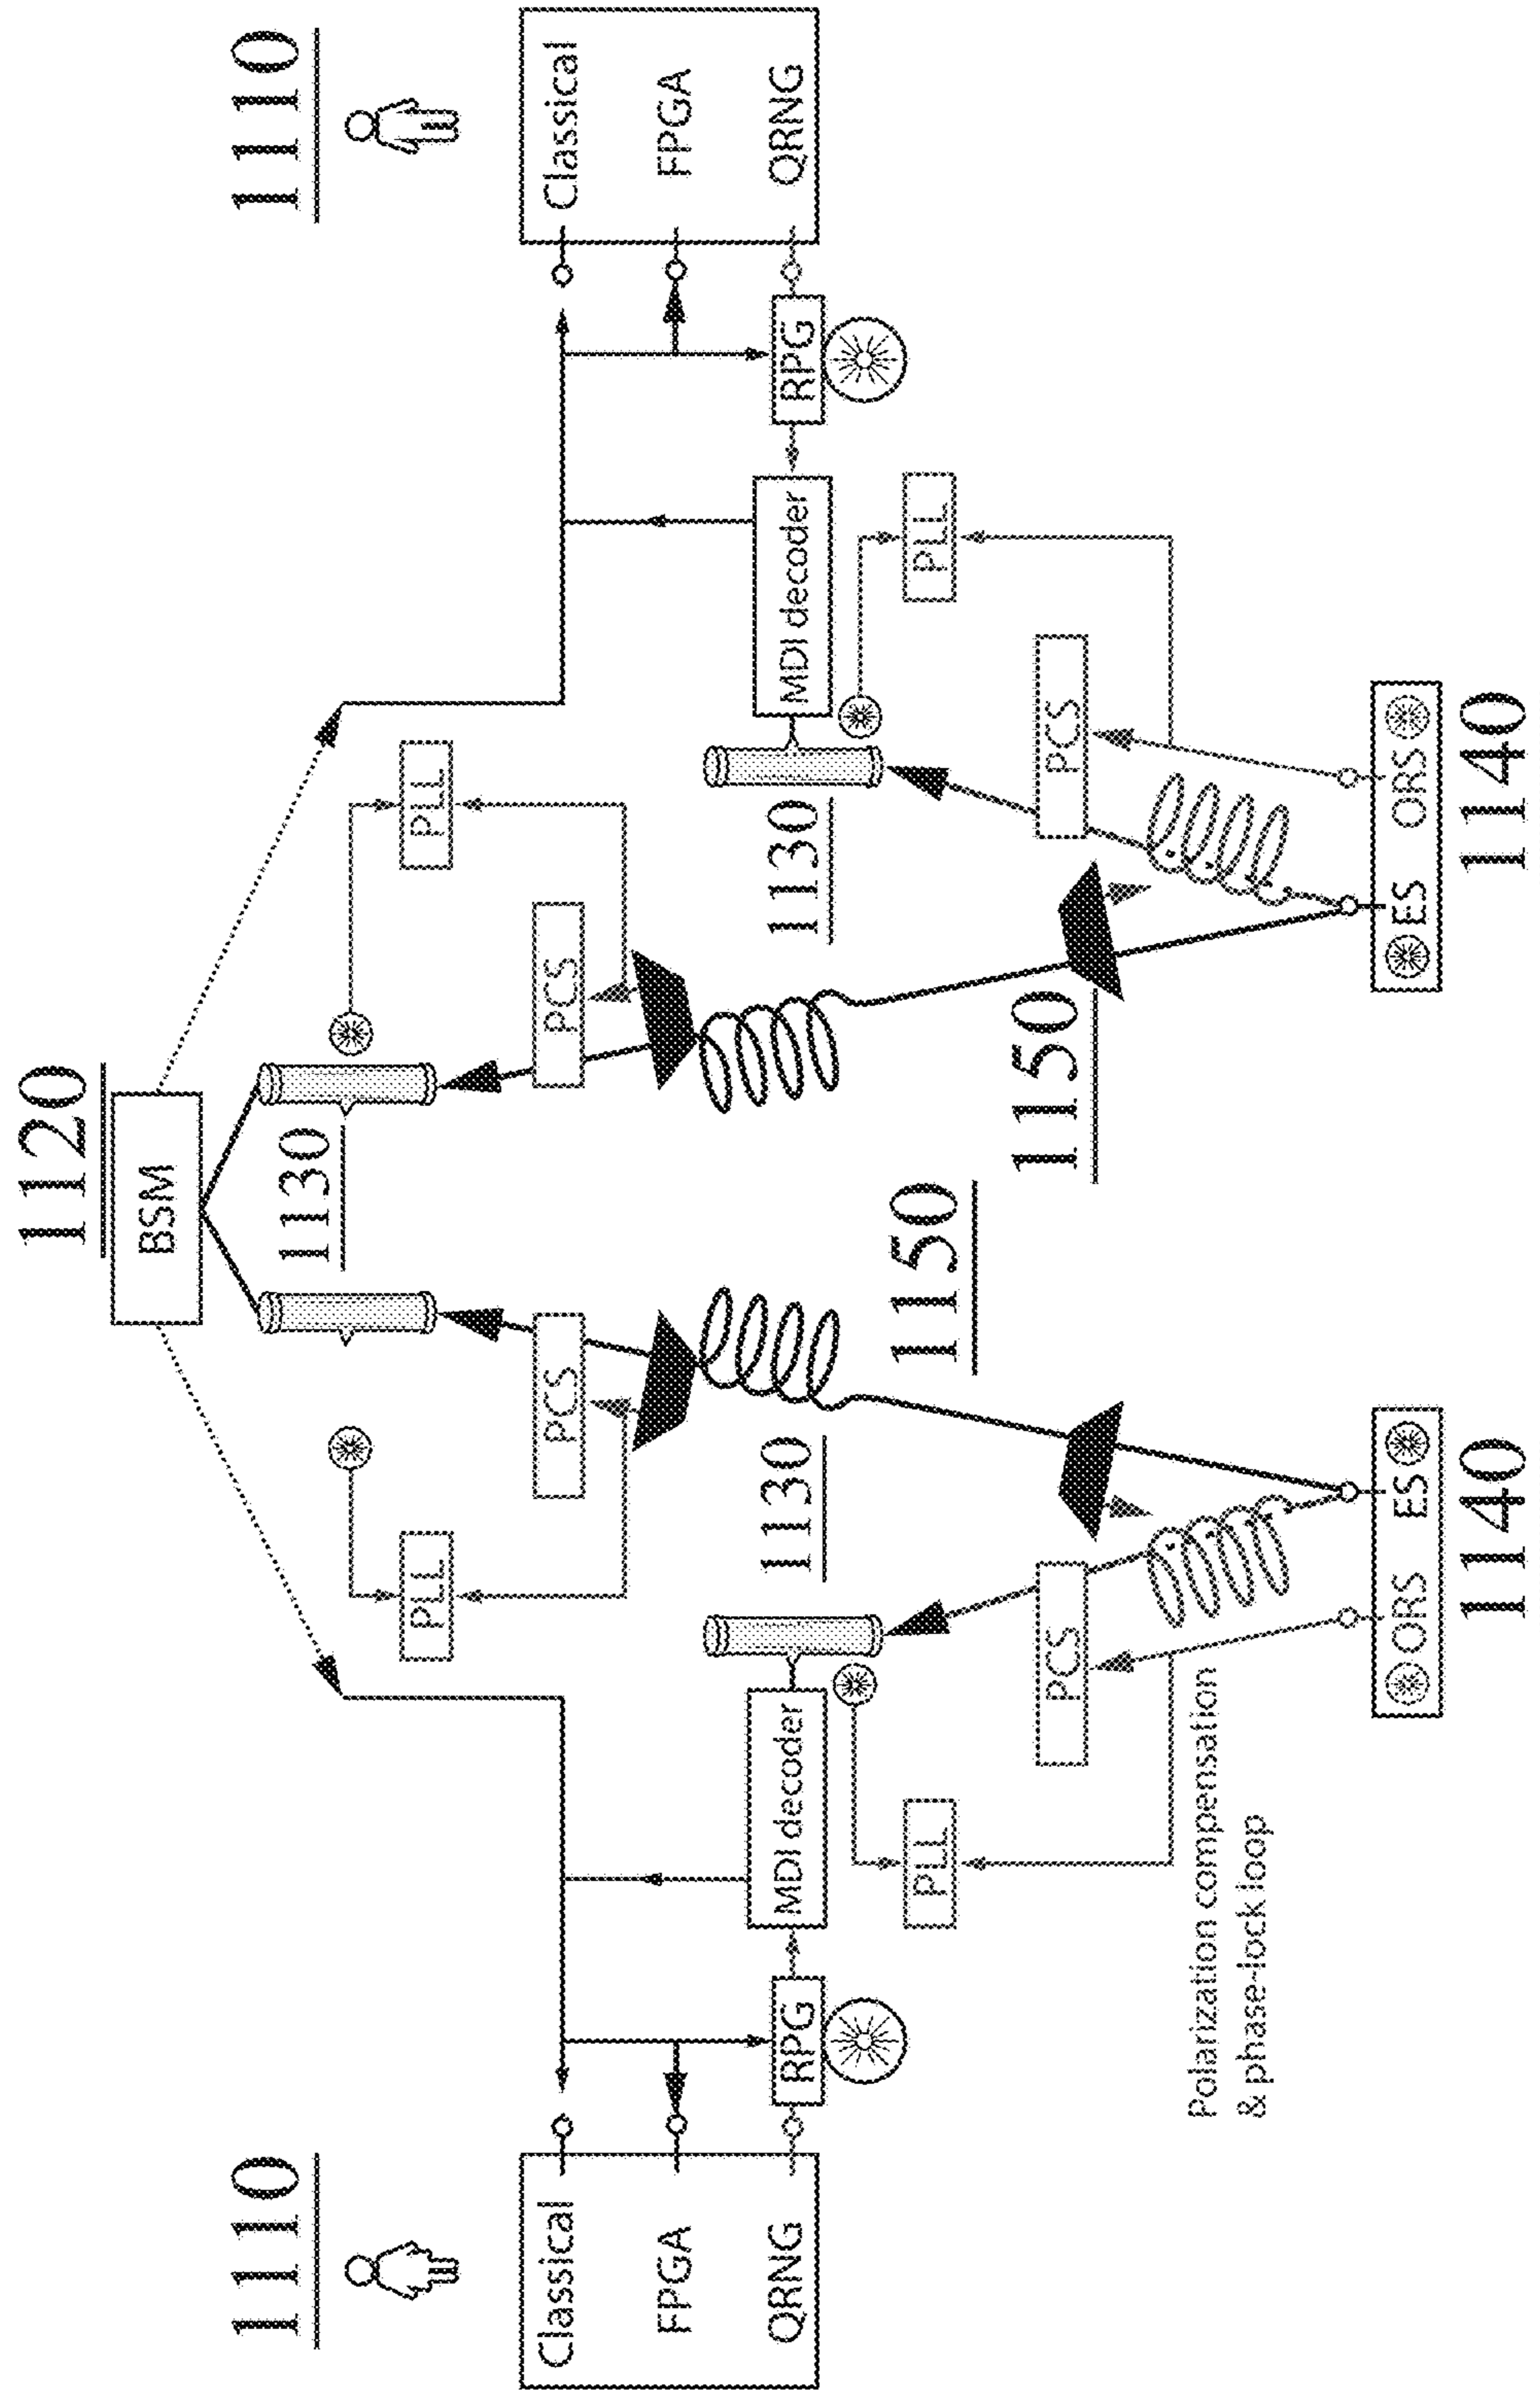 1120
BSM
1110
1110
1130
PLL
PLL
PCS
PCS
Classical
FPGA
QRNG
Classical
FPGA
QRNG
RPG
MDI decoder
1130
1150
1130
MDI decoder
RPG
PLL
PCS
1150
PCS
PLL
Polarization compensation
& phase-lock loop
ORS
ES
ES
ORS
1140
1140